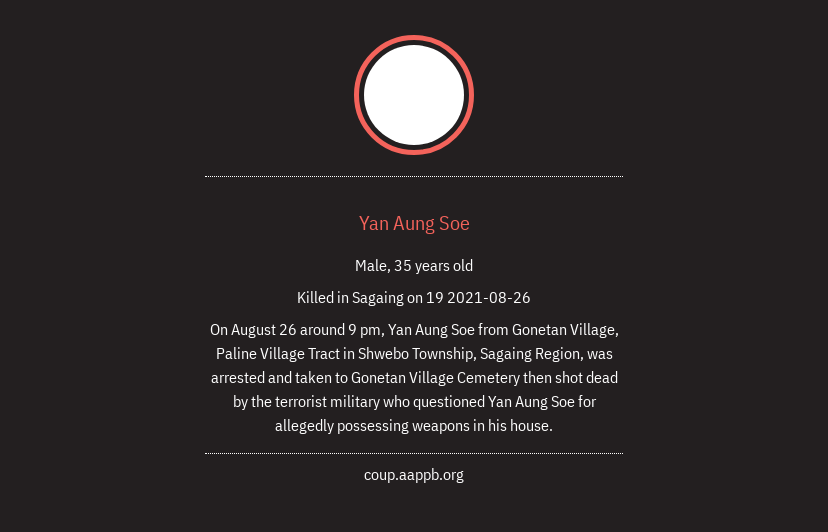 Yan Aung Soe
Male, 35 years old
Killed in Sagaing on 19 2021-08-26
On August 26 around 9 pm, Yan Aung Soe from Gonetan Village,
Paline Village Tract in Shwebo Township, Sagaing Region, was
arrested and taken to Gonetan Village Cemetery then shot dead
by the terrorist military who questioned Yan Aung Soe for
allegedly possessing weapons in his house.
coup.aappb.org